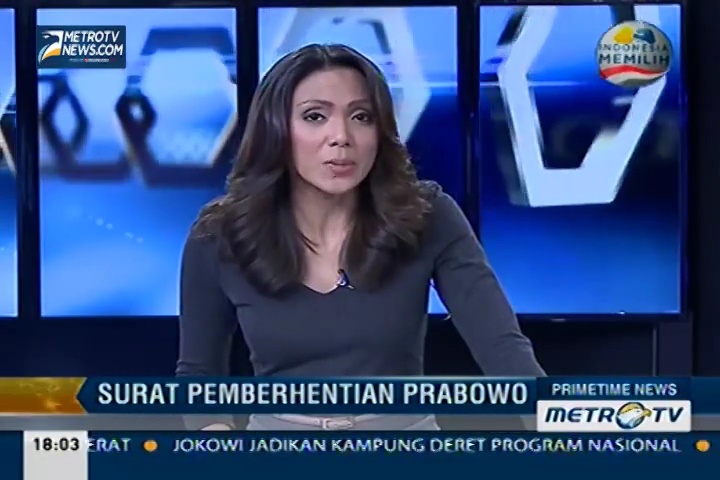 METROTV
NEWS.COM
INDONESIA
MEMILIH
SURAT PEMBERHENTIAN PRABOWO
PRIMETIME NEWS
METRO TV
18:03 ERAT JOKOWI JADIKAN KAMPUNG DERET PROGRAM NASIONAL